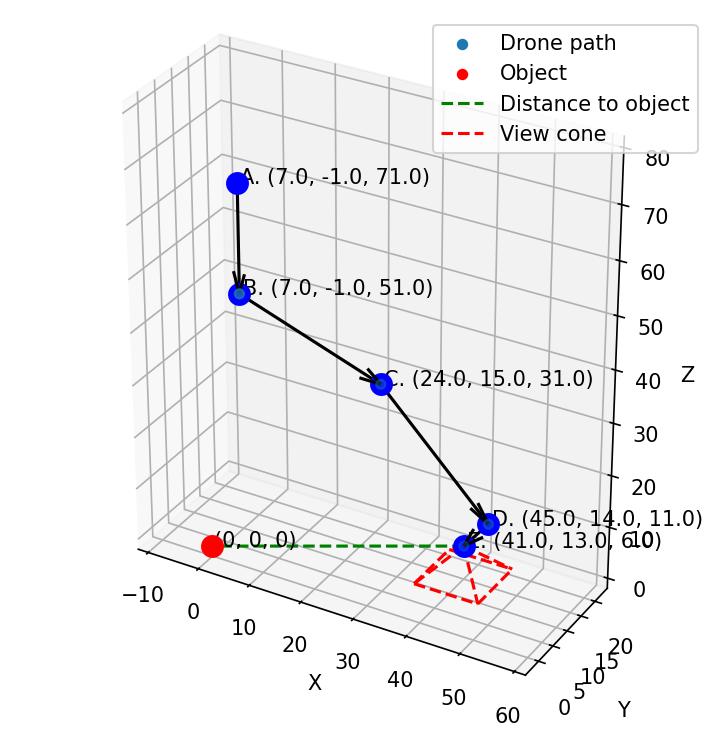 Drone path
Object
Distance to object
View cone
A. (7.0, -1.0, 71.0)
B. (7.0, -1.0, 51.0)
C. (24.0, 15.0, 31.0)
D. (45.0, 14.0, 11.0)
E. (41.0, 13.0, 6.0)
(0, 0, 0)
80
70
60
50
40
30
20
10
0
Z
−10
0
10
20
30
40
50
60
X
0
5
10
15
20
Y